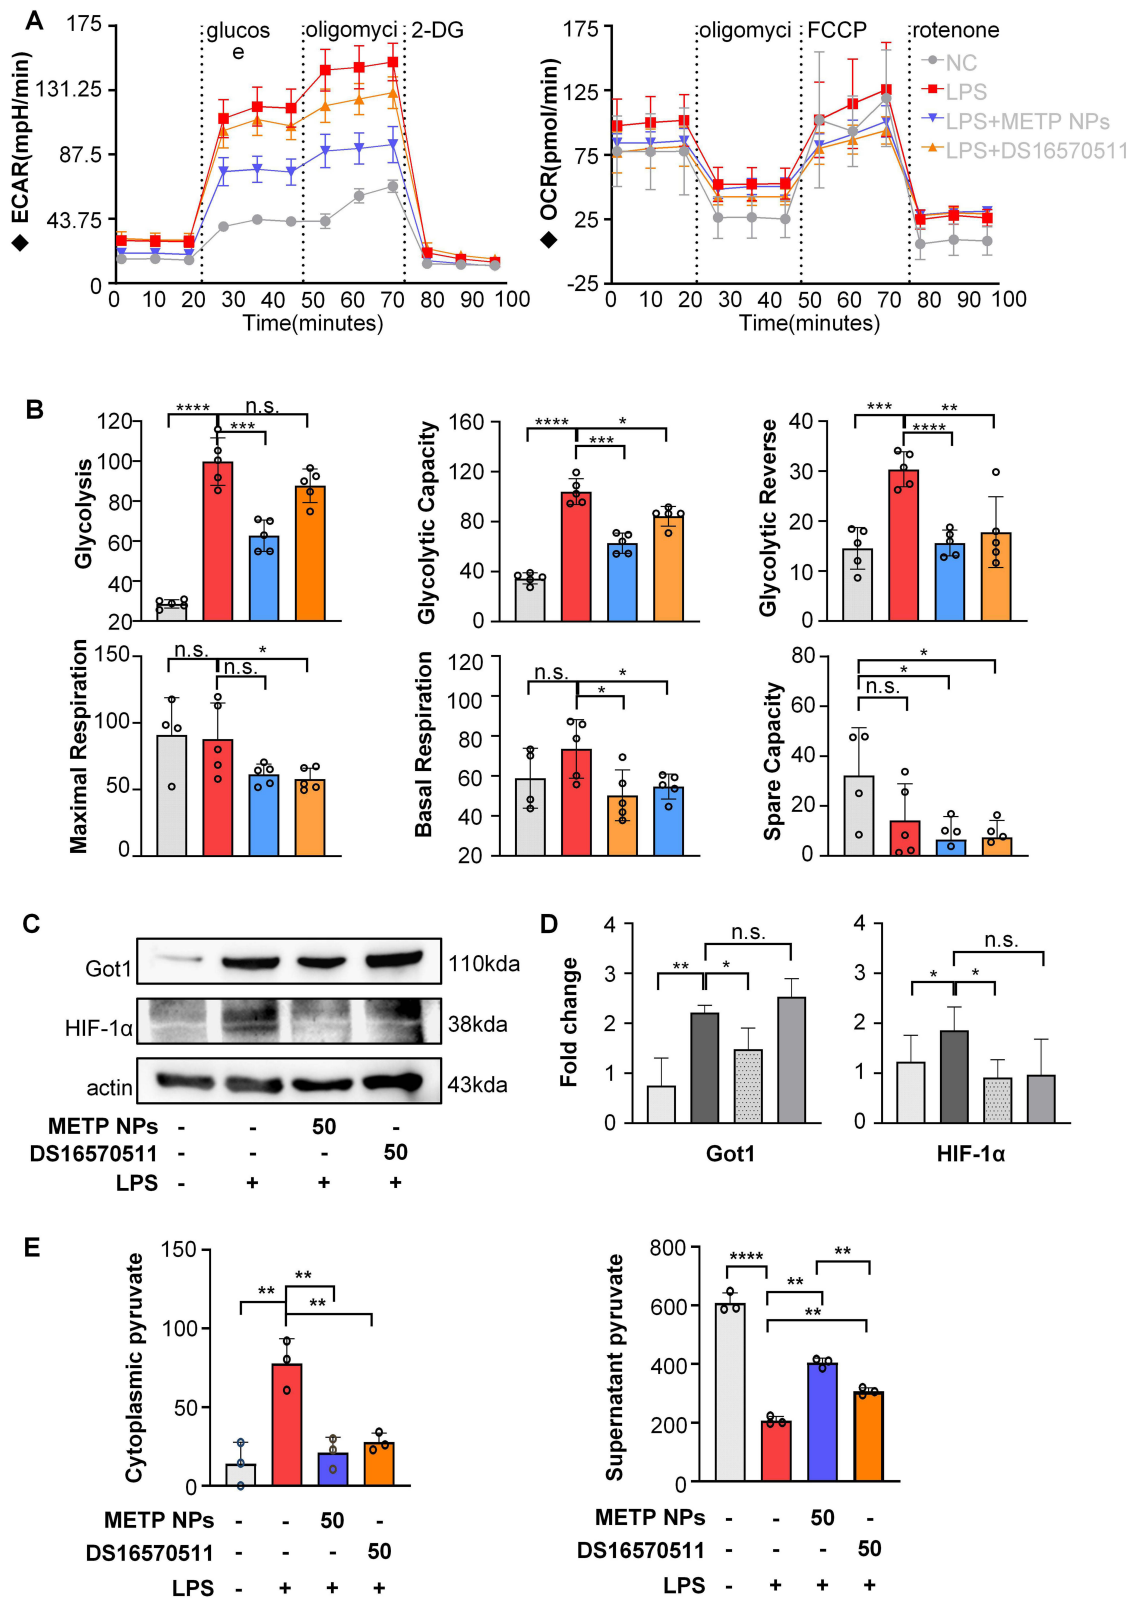 A
175
131.25
87.5
43.75
0
◆ ECAR(mpH/min)
glucos
e
oligomyci
2-DG
0 10 20 30 40 50 60 70 80 90 100
Time(minutes)
175
125
75
25
-25
◆ OCR(pmol/min)
oligomyci
FCCP
rotenone
NC
LPS
LPS+METP NPs
LPS+DS16570511
0 10 20 30 40 50 60 70 80 90 100
Time(minutes)
B
Glycolysis
120
100
80
60
40
20
****
n.s.
***
Glycolytic Capacity
160
120
80
40
0
****
*
***
Glycolytic Reverse
40
30
20
10
0
***
**
****
Maximal Respiration
150
100
50
0
n.s.
*
n.s.
Basal Respiration
120
100
80
60
40
20
n.s.
*
*
Spare Capacity
80
60
40
20
0
*
*
n.s.
C
Got1 110kda
HIF-1α 38kda
actin 43kda
METP NPs - - 50 -
DS16570511 - - - 50
LPS - + + +
D
Fold change
4
3
2
1
0
n.s.
**
*
Got1
4
3
2
1
0
n.s.
*
*
HIF-1α
E
Cytoplasmic pyruvate
150
100
50
0
**
**
**
METP NPs - - 50 -
DS16570511 - - - 50
LPS - + + +
Supernatant pyruvate
800
600
400
200
0
****
**
**
**
METP NPs - - 50 -
DS16570511 - - - 50
LPS - + + +